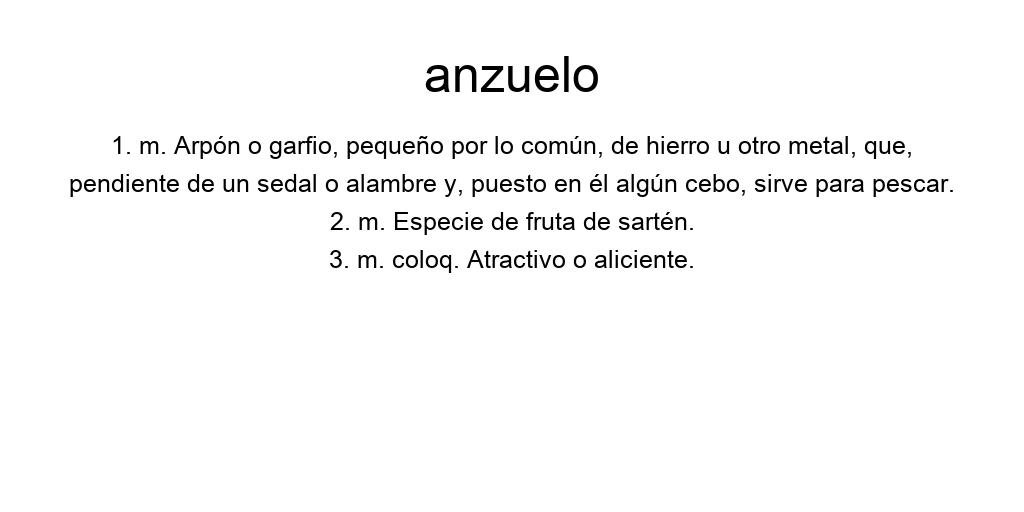 anzuelo
1. m. Arpón o garfio, pequeño por lo común, de hierro u otro metal, que,
pendiente de un sedal o alambre y, puesto en él algún cebo, sirve para pescar.
2. m. Especie de fruta de sartén.
3. m. coloq. Atractivo o aliciente.